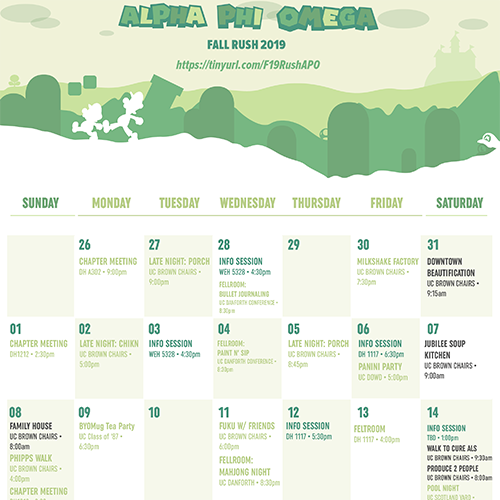 ALPHA PHI OMEGA
FALL RUSH 2019
https://tinyurl.com/F19RushAPO
SUNDAY MONDAY TUESDAY WEDNESDAY THURSDAY FRIDAY SATURDAY
26
CHAPTER MEETING
DH A302 • 9:00pm
27
LATE NIGHT: PORCH
UC BROWN CHAIRS •
9:00pm
28
INFO SESSION
WEH 5328 • 4:30pm
FELLROOM:
BULLET JOURNALING
UC DANFORTH CONFERENCE •
8:30pm
29
30
MILKSHAKE FACTORY
UC BROWN CHAIRS •
7:30pm
31
DOWNTOWN
BEAUTIFICATION
UC BROWN CHAIRS •
9:15am
01
CHAPTER MEETING
DH1212 • 2:30pm
02
LATE NIGHT: CHIKN
UC BROWN CHAIRS •
5:00pm
03
INFO SESSION
WEH 5328 • 4:30pm
04
FELLROOM:
PAINT N' SIP
UC DANFORTH CONFERENCE •
8:30pm
05
LATE NIGHT: PORCH
UC BROWN CHAIRS •
8:45pm
06
INFO SESSION
DH 1117 • 6:30pm
PANINI PARTY
UC DOWD • 5:00pm
07
JUBILEE SOUP
KITCHEN
UC BROWN CHAIRS •
9:00am
08
FAMILY HOUSE
UC BROWN CHAIRS •
8:00am
PHIPPS WALK
UC BROWN CHAIRS •
4:00pm
CHAPTER MEETING
09
BYOMug Tea Party
UC Class of '87 •
6:30pm
10
11
FUKU W/ FRIENDS
UC BROWN CHAIRS •
6:00pm
FELLROOM:
MAHJONG NIGHT
UC DANFORTH • 8:30pm
12
INFO SESSION
DH 1117 • 5:30pm
13
FELTROOM
DH 1117 • 4:00pm
14
INFO SESSION
TBD • 1:00pm
WALK TO CURE ALS
UC BROWN CHAIRS • 9:30am
PRODUCE 2 PEOPLE
UC BROWN CHAIRS • 8:00am
POOL NIGHT
UC SCOTLAND YARD •